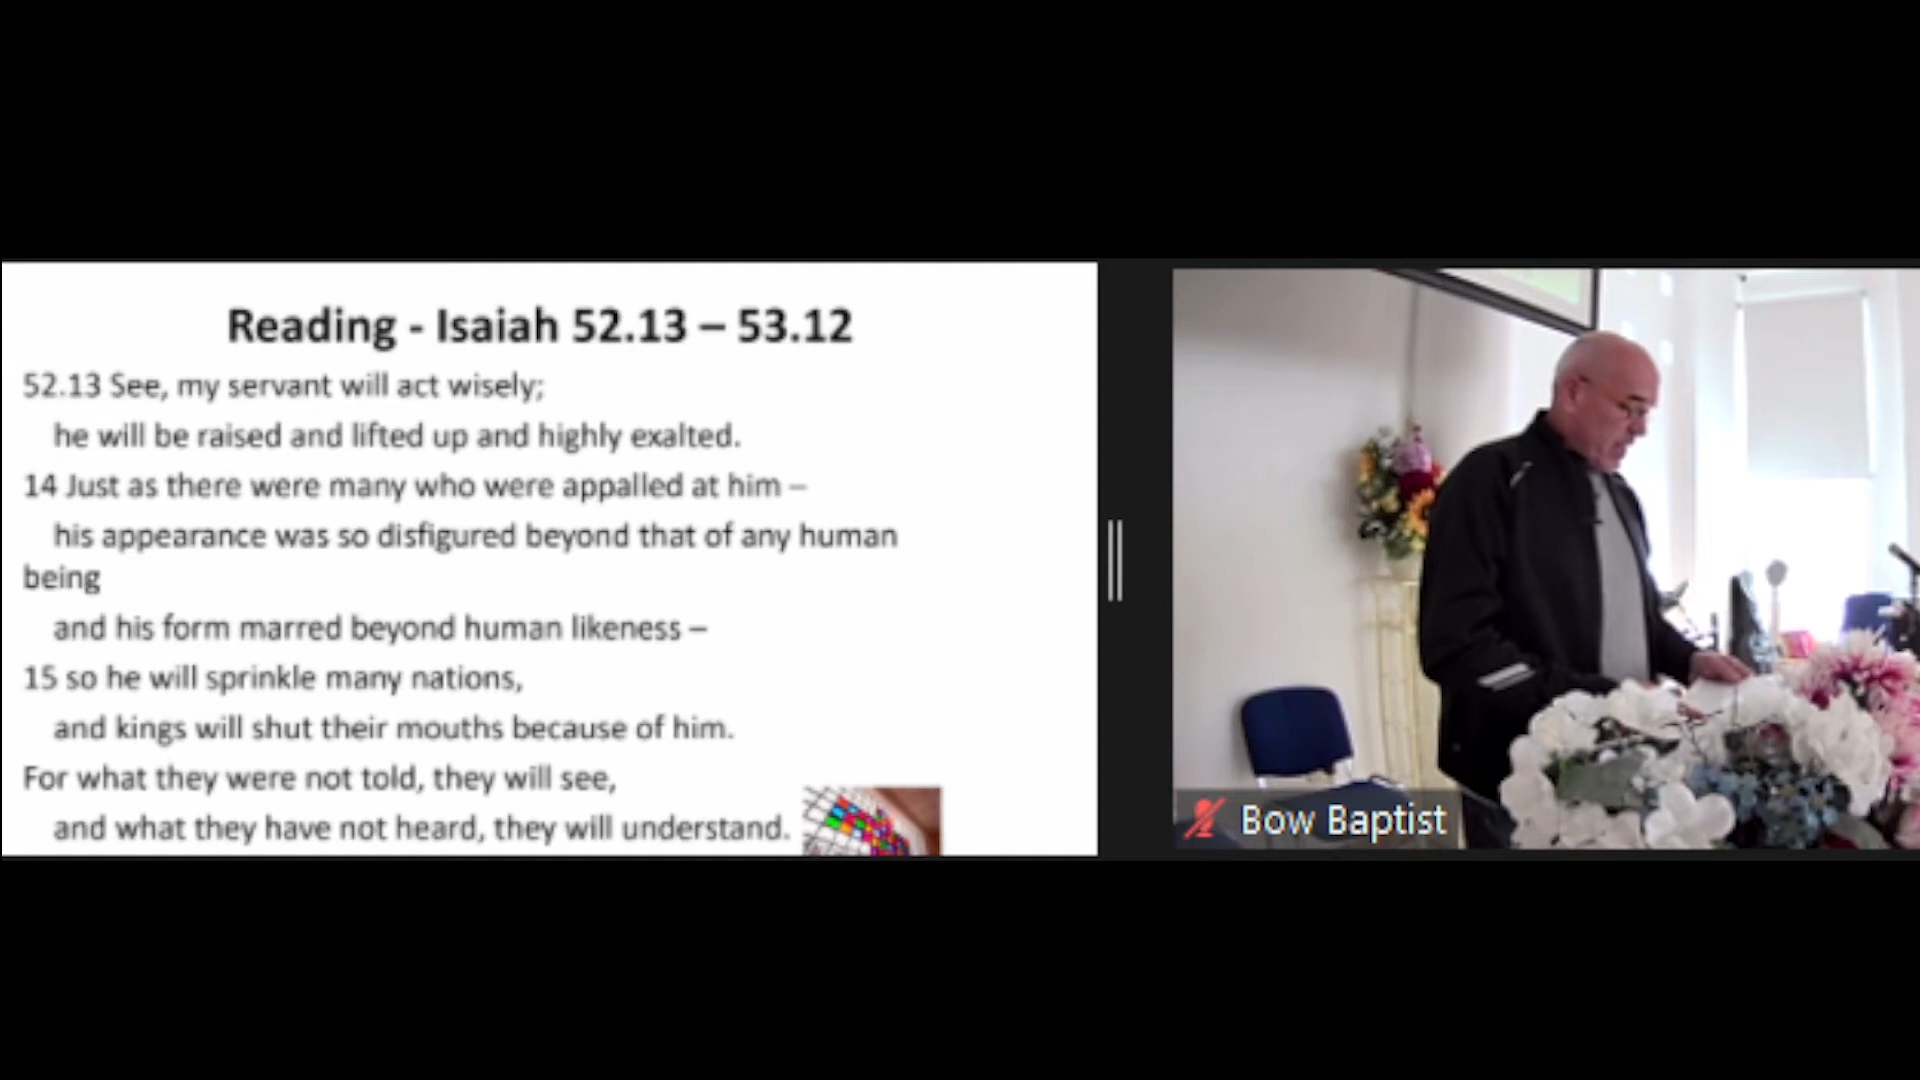 Reading - Isaiah 52.13 – 53.12
52.13 See, my servant will act wisely;
he will be raised and lifted up and highly exalted.
14 Just as there were many who were appalled at him –
his appearance was so disfigured beyond that of any human
being
and his form marred beyond human likeness –
15 so he will sprinkle many nations,
and kings will shut their mouths because of him.
For what they were not told, they will see,
and what they have not heard, they will understand.
Bow Baptist